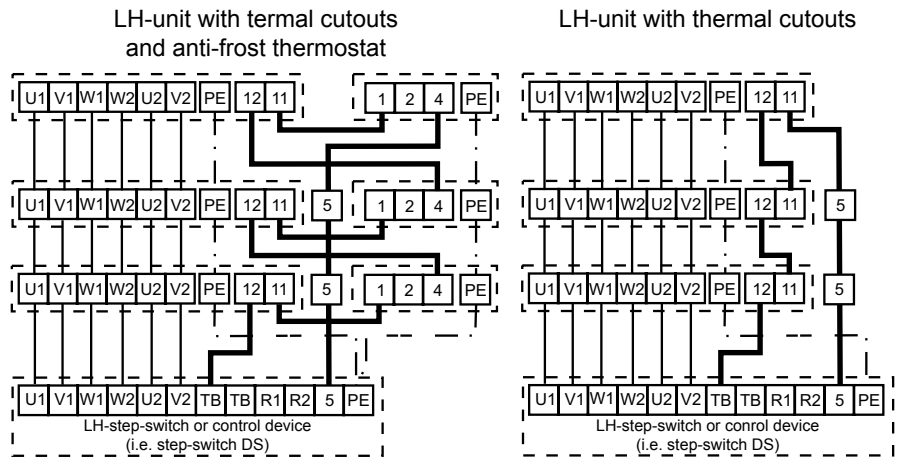 LH-unit with termal cutouts
and anti-frost thermostat
LH-unit with thermal cutouts
U1 V1 W1 W2 U2 V2 PE 12 11 1 2 4 PE
U1 V1 W1 W2 U2 V2 PE 12 11
U1 V1 W1 W2 U2 V2 PE 12 11 5 1 2 4 PE
U1 V1 W1 W2 U2 V2 PE 12 11 5
U1 V1 W1 W2 U2 V2 PE 12 11 5 1 2 4 PE
U1 V1 W1 W2 U2 V2 PE 12 11 5
U1 V1 W1 W2 U2 V2 TB TB R1 R2 5 PE
LH-step-switch or control device
(i.e. step-switch DS)
U1 V1 W1 W2 U2 V2 TB TB R1 R2 5 PE
LH-step-switch or conrol device
(i.e. step-switch DS)